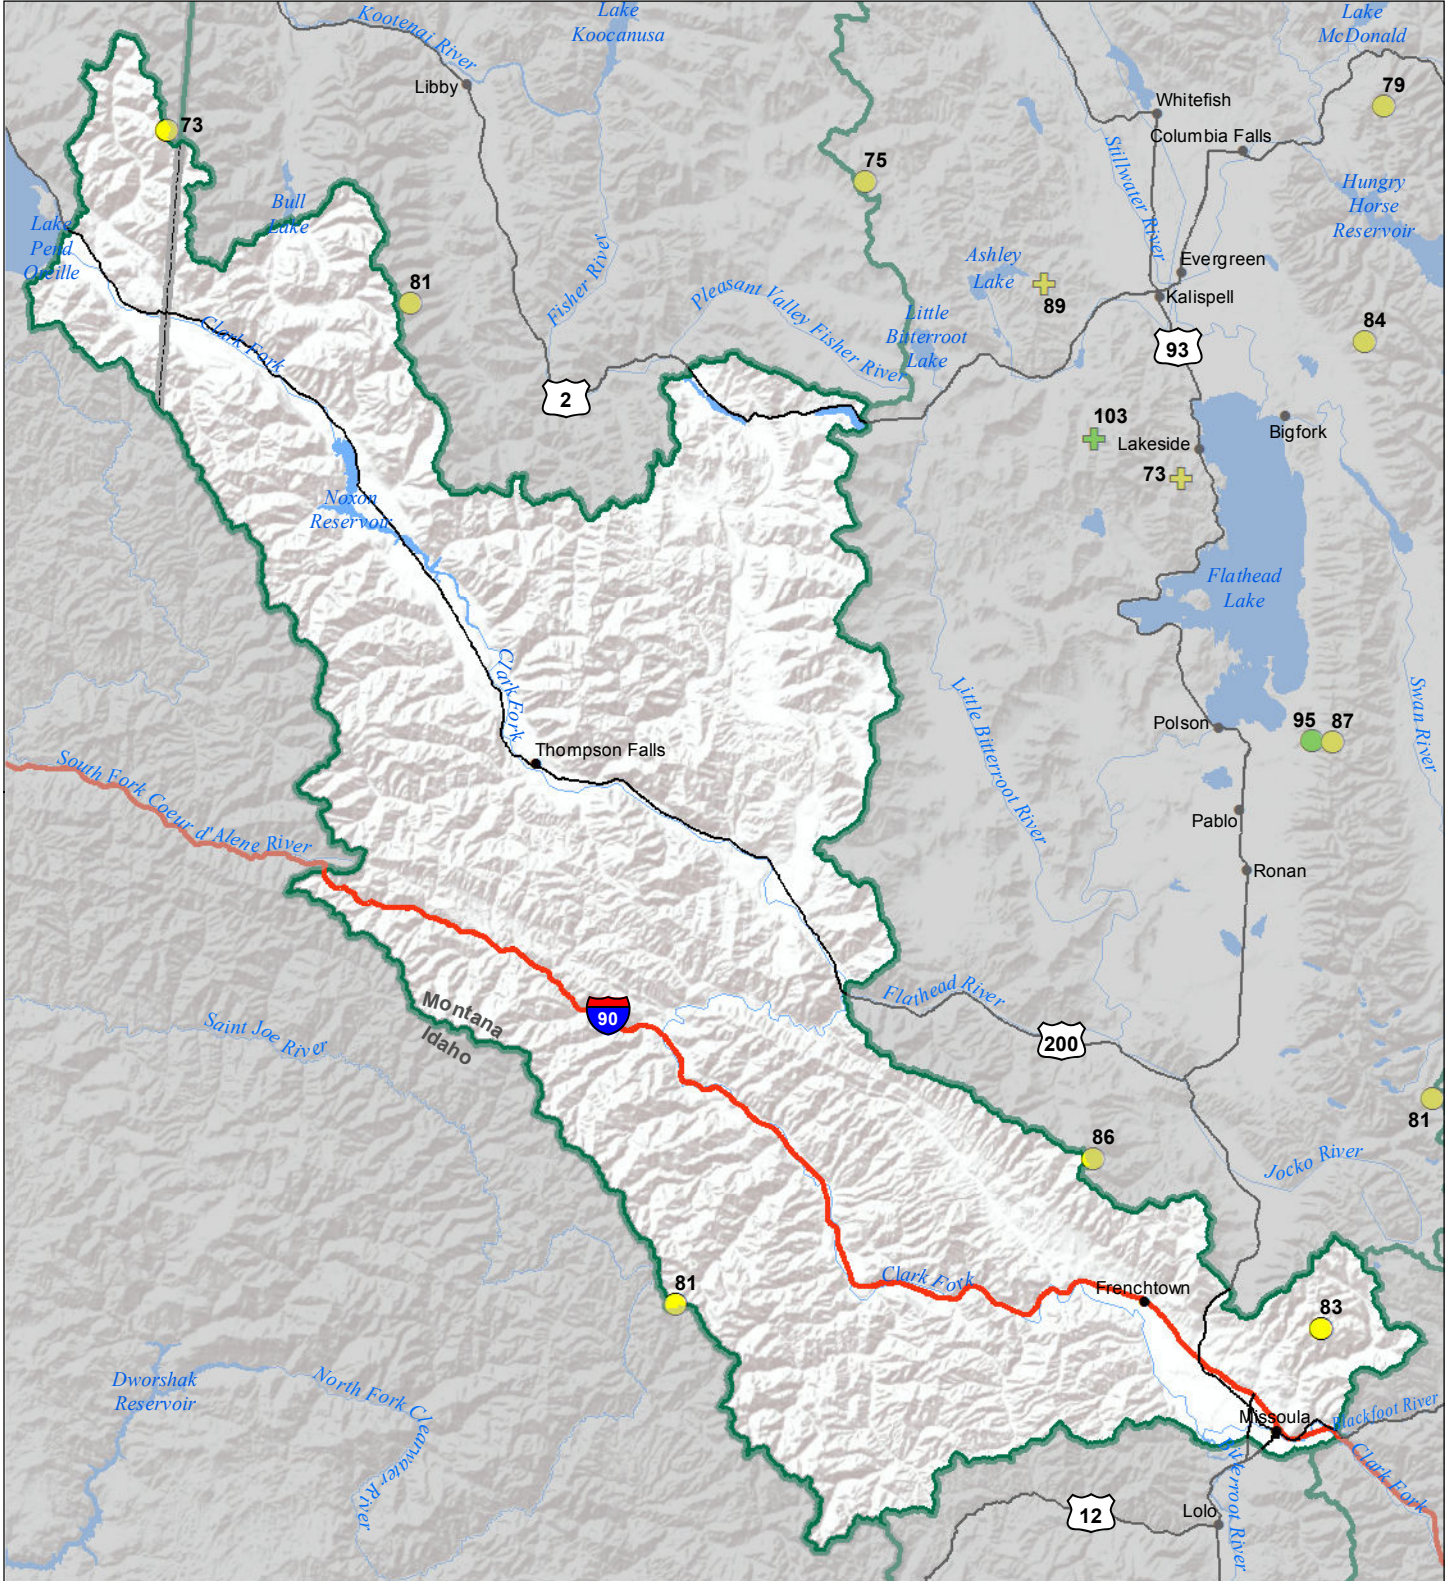 Kootenai River
Lake
Koocanusa
Lake
McDonald
Libby
Whitefish
79
Columbia Falls
73
75
Stillwater River
Hungry
Horse
Reservoir
Bull
Lake
Lake
Pend
Oreille
Fisher River
Ashley
Lake
Evergreen
81
89
Kalispell
Pleasant Valley Fisher River
Little
Bitterroot
Lake
84
Clark Fork
93
2
103
Lakeside
Bigfork
73
Noxon
Reservoir
Flathead
Lake
Clark Fork
Little Bitterroot River
Swan River
Polson
95
87
Thompson Falls
South Fork Coeur d'Alene River
Pablo
Ronan
Flathead River
Montana
Idaho
90
Saint Joe River
200
81
86
Jocko River
Clark Fork
81
Frenchtown
83
Dworshak
Reservoir
North Fork Clearwater
River
Missoula
Blackfoot River
Clark Fork
Bitterroot River
12
Lolo